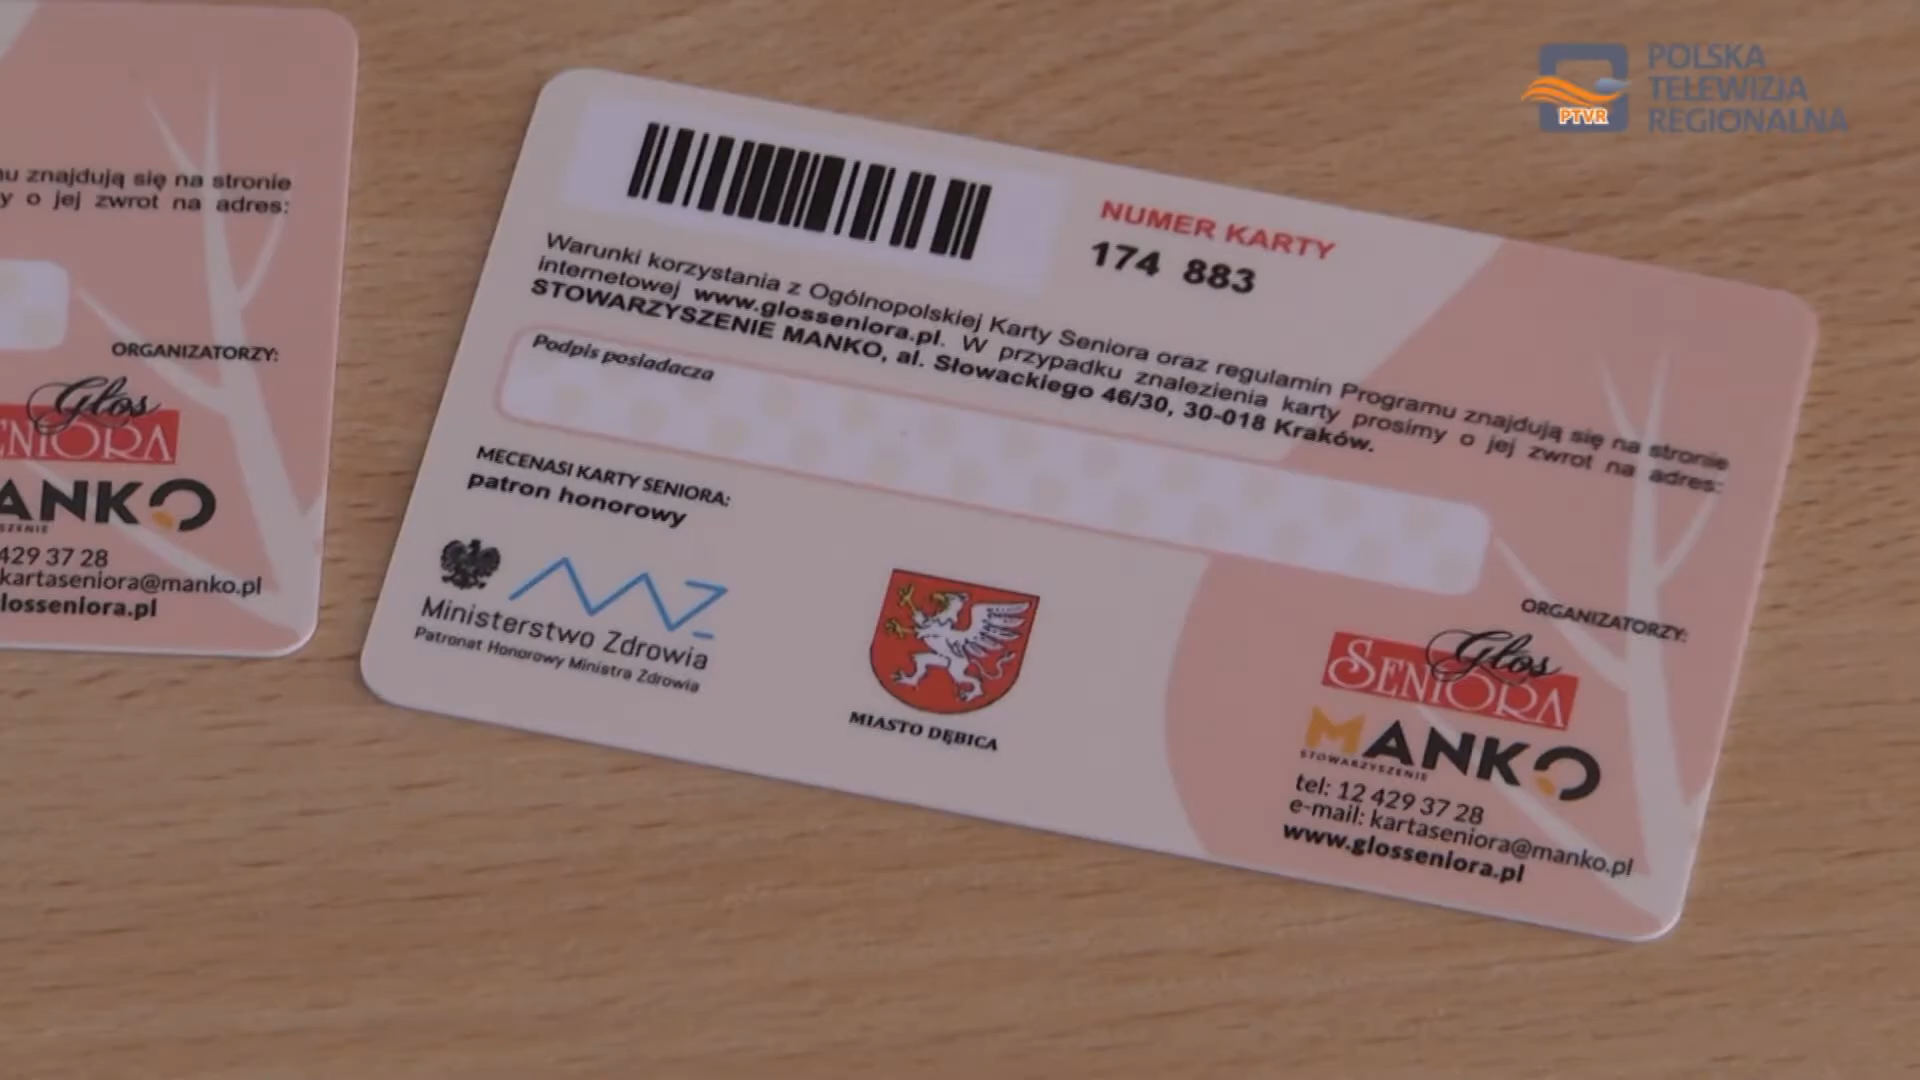 POLSKA
TELEWIZJA
REGIONALNA
PTVR
u znajdują się na stronie
y o jej zwrot na adres:
ORGANIZATORZY:
Głos
ENIORA
ANKO
SZENIE
429 37 28
kartaseniora@manko.pl
losseniora.pl
NUMER KARTY
174 883
Warunki korzystania z Ogólnopolskiej Karty Seniora oraz regulamin Programu znajdują się na stronie
internetowej www.glosseniora.pl. W przypadku znalezienia karty prosimy o jej zwrot na adres:
STOWARZYSZENIE MANKO, al. Słowackiego 46/30, 30-018 Kraków.
Podpis posiadacza
MECENASI KARTY SENIORA:
patron honorowy
Ministerstwo Zdrowia
Patronat Honorowy Ministra Zdrowia
MIASTO DĘBICA
ORGANIZATORZY:
Głos
SENIORA
MANKO
STOWARZYSZENIE
tel: 12 429 37 28
e-mail: kartaseniora@manko.pl
www.glosseniora.pl